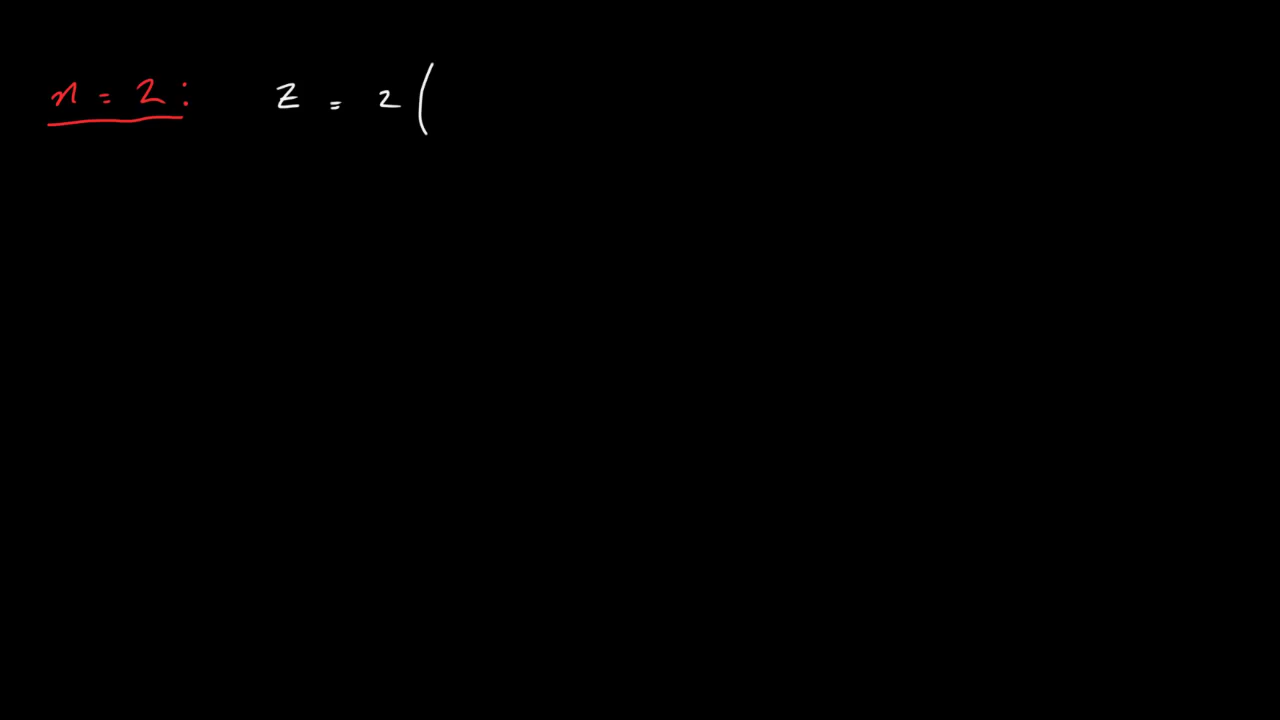 n = 2: Z = 2 (